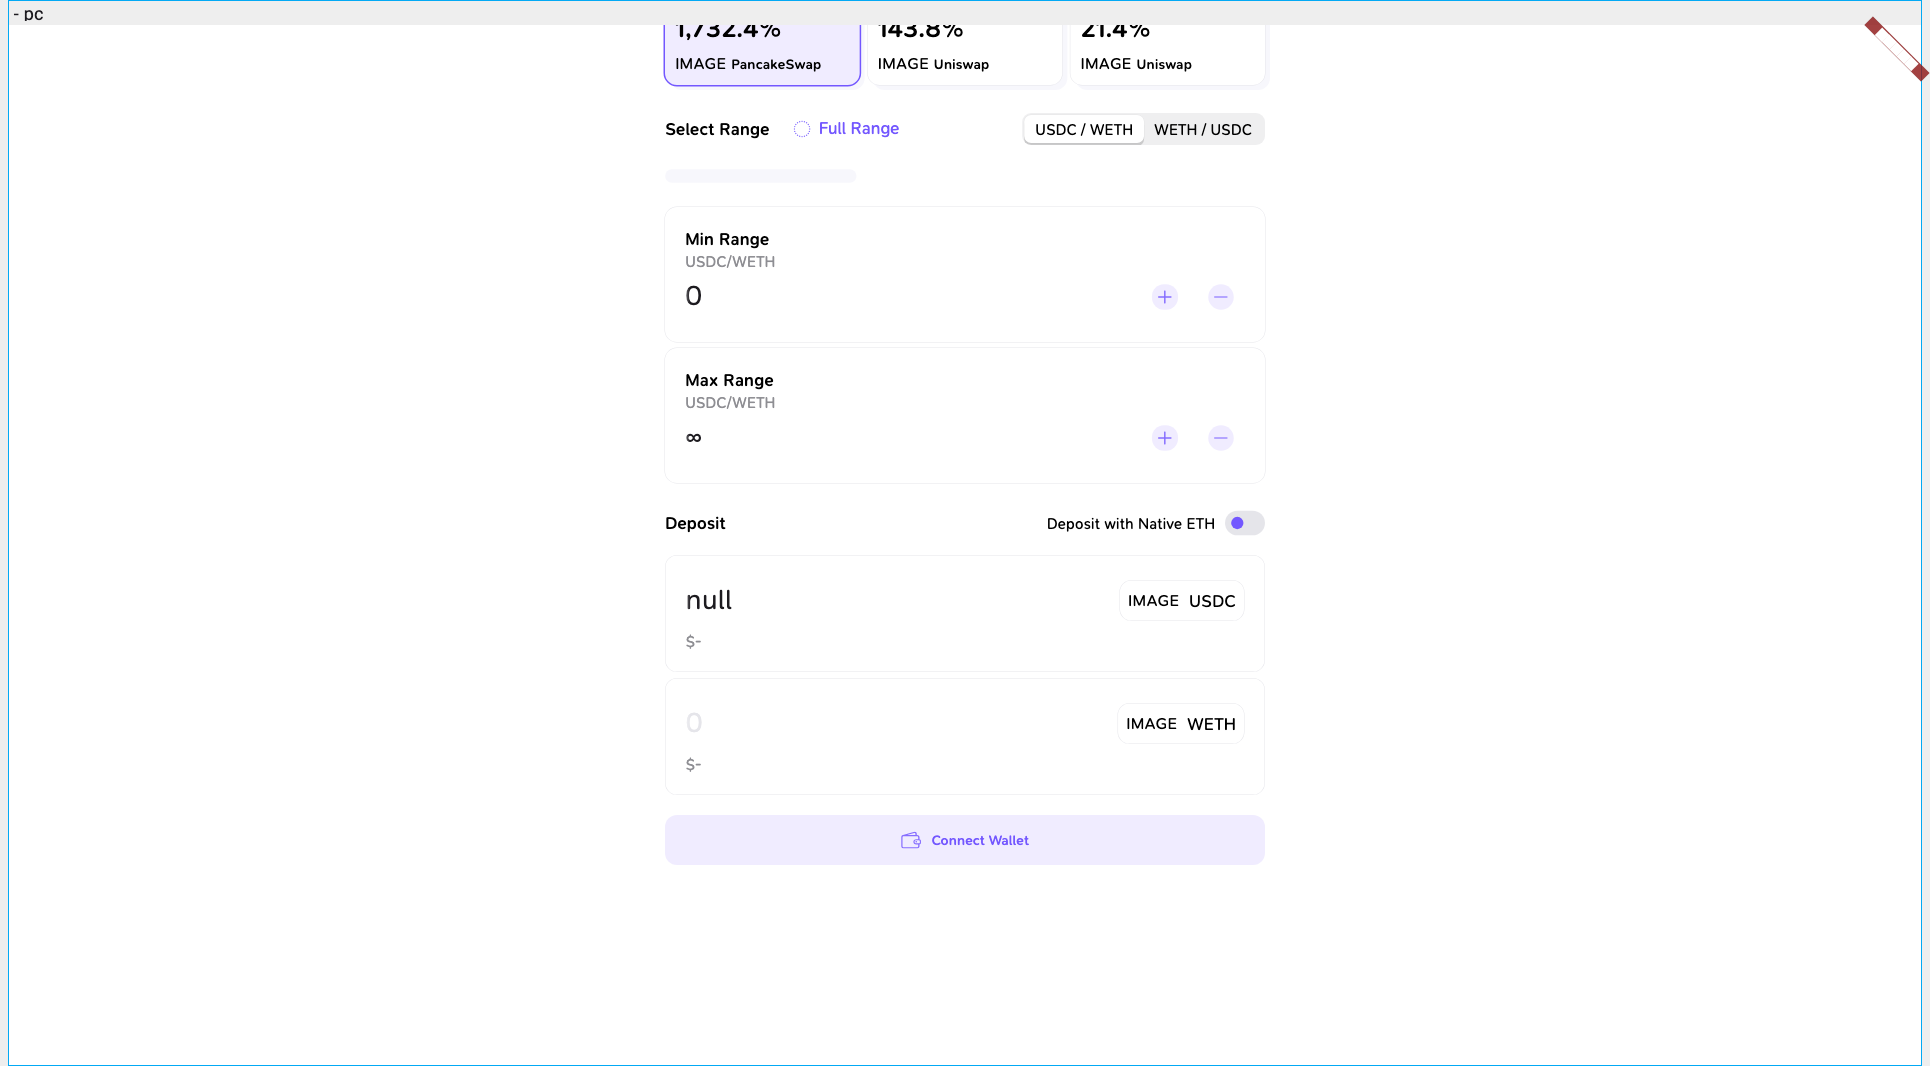 - pc
1,732.4% 143.8% 21.4%
IMAGE PancakeSwap IMAGE Uniswap IMAGE Uniswap
Select Range Full Range USDC / WETH WETH / USDC
Min Range
USDC/WETH
0
Max Range
USDC/WETH
∞
Deposit Deposit with Native ETH
null IMAGE USDC
$-
0 IMAGE WETH
$-
Connect Wallet